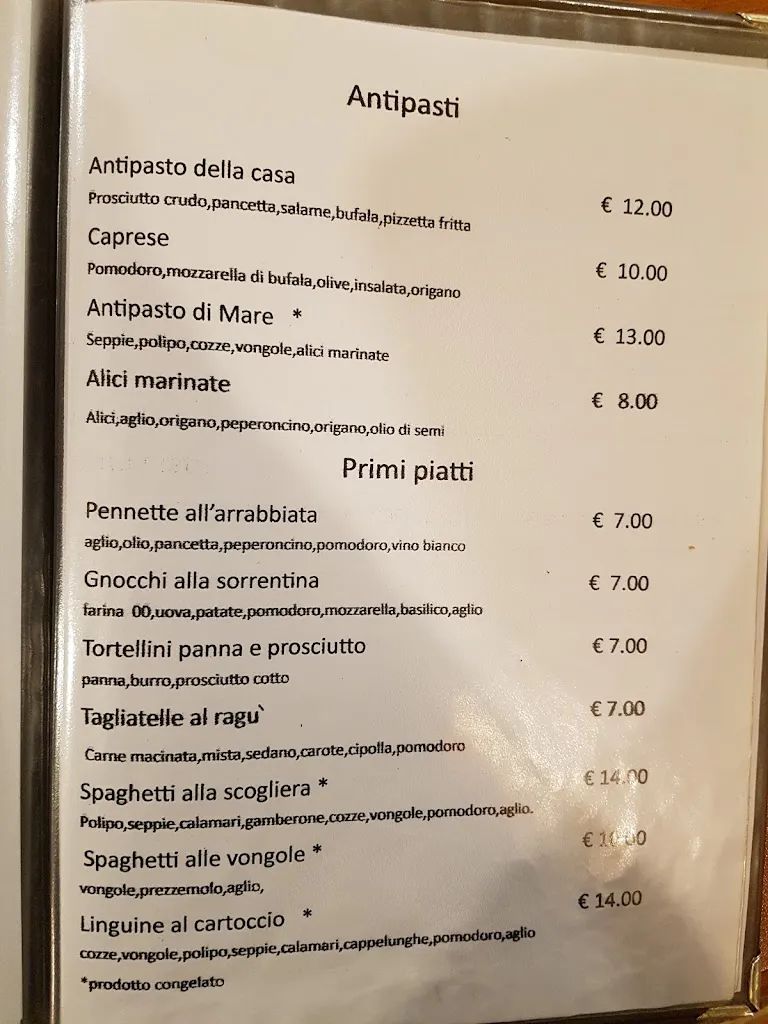 Antipasti
Antipasto della casa
€ 12.00
Prosciutto crudo,pancetta,salame,bufala,pizzetta fritta
Caprese
€ 10.00
Pomodoro,mozzarella di bufala,olive,insalata,origano
Antipasto di Mare *
€ 13.00
Seppie,polipo,cozze,vongole,alici marinate
Alici marinate
€ 8.00
Alici,aglio,origano,peperoncino,origano,olio di semi
Primi piatti
Pennette all'arrabbiata
€ 7.00
aglio,olio,pancetta,peperoncino,pomodoro,vino bianco
Gnocchi alla sorrentina
€ 7.00
farina 00,uova,patate,pomodoro,mozzarella,basilico,aglio
Tortellini panna e prosciutto
€ 7.00
panna,burro,prosciutto cotto
Tagliatelle al ragu`
€ 7.00
Carne macinata,mista,sedano,carote,cipolla,pomodoro
Spaghetti alla scogliera *
€ 14.00
Polipo,seppie,calamari,gamberone,cozze,vongole,pomodoro,aglio.
Spaghetti alle vongole *
€
vongole,prezzemolo,aglio,
Linguine al cartoccio *
€ 14.00
cozze,vongole,polipo,seppie,calamari,cappelunghe,pomodoro,aglio
*prodotto congelato